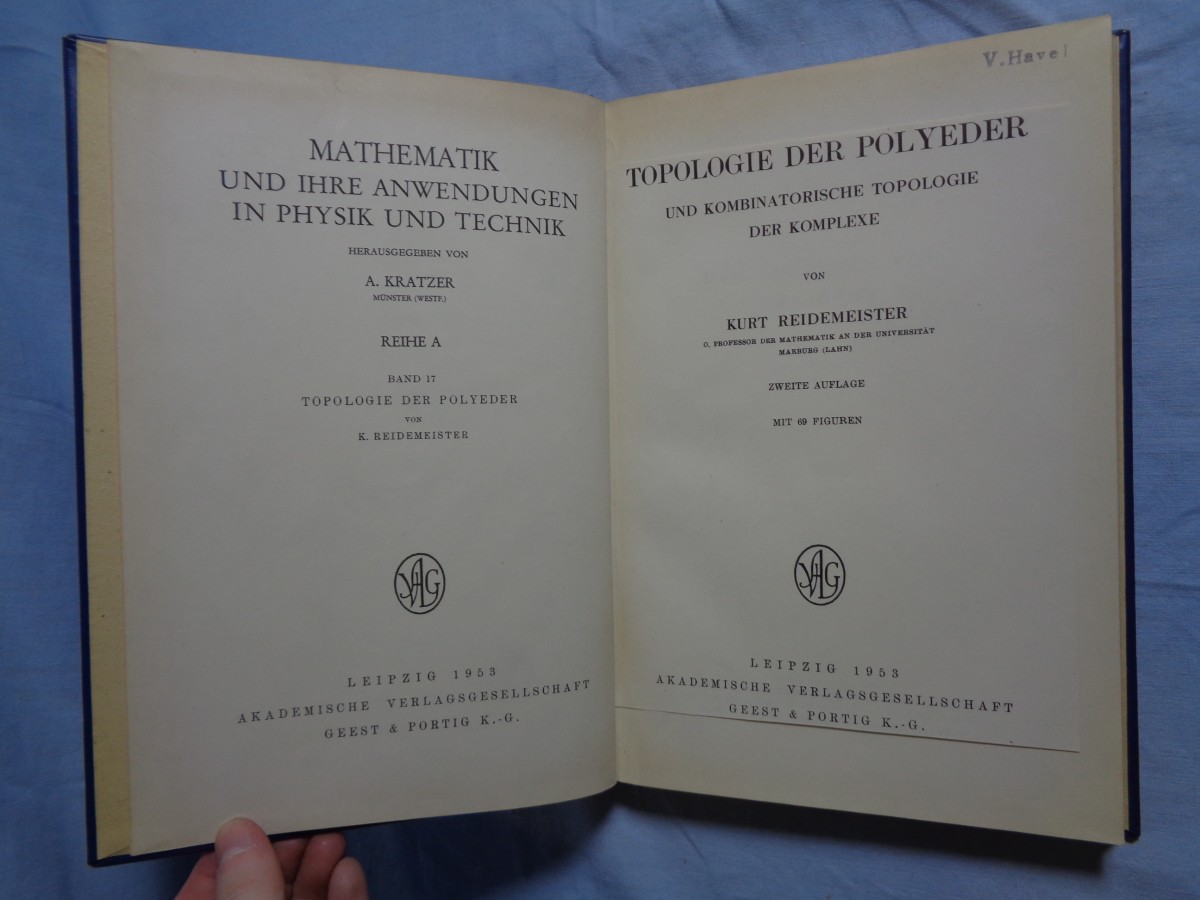 MATHEMATIK
UND IHRE ANWENDUNGEN
IN PHYSIK UND TECHNIK
HERAUSGEGEBEN VON
A. KRATZER
MÜNSTER (WESTF.)
REIHE A
BAND 17
TOPOLOGIE DER POLYEDER
VON
K. REIDEMEISTER
VAG
LEIPZIG 1953
AKADEMISCHE VERLAGSGESELLSCHAFT
GEEST & PORTIG K.-G.
V. Havel
TOPOLOGIE DER POLYEDER
UND KOMBINATORISCHE TOPOLOGIE
DER KOMPLEXE
VON
KURT REIDEMEISTER
O. PROFESSOR DER MATHEMATIK AN DER UNIVERSITÄT
MARBURG (LAHN)
ZWEITE AUFLAGE
MIT 69 FIGUREN
VAG
LEIPZIG 1953
AKADEMISCHE VERLAGSGESELLSCHAFT
GEEST & PORTIG K.-G.